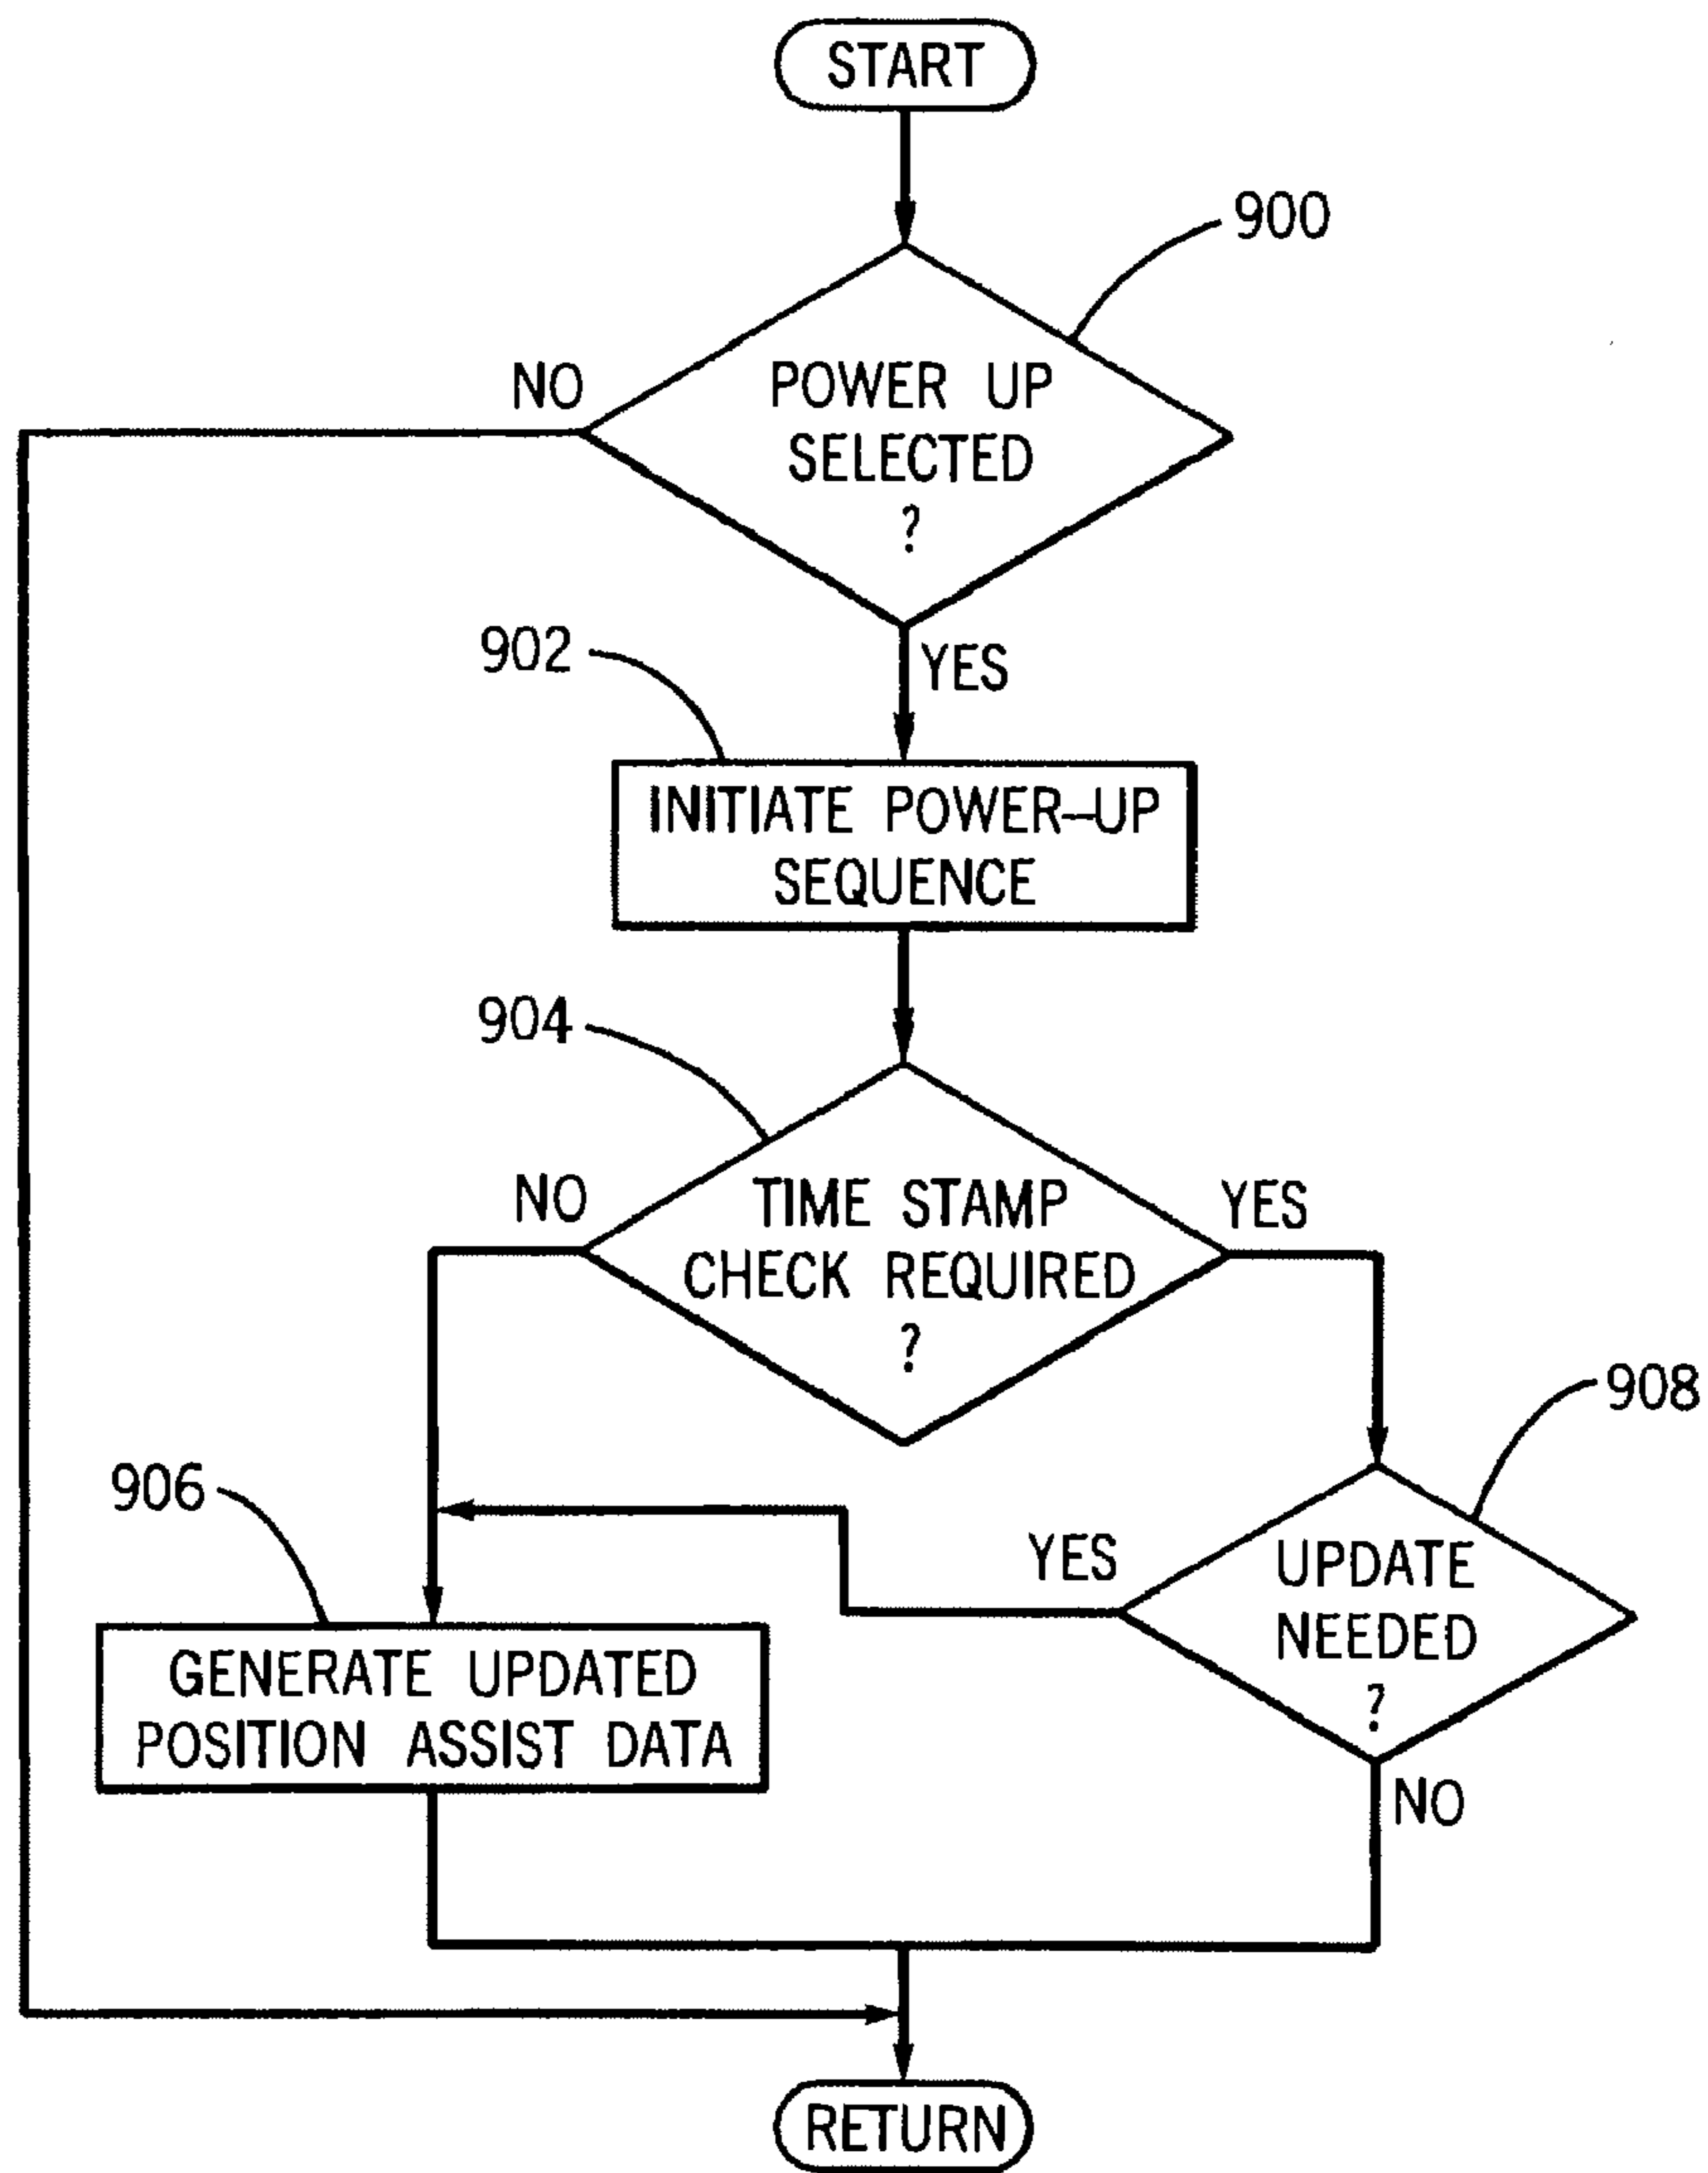 START
900
NO
POWER UP
SELECTED
?
902
YES
INITIATE POWER-UP
SEQUENCE
904
NO
TIME STAMP
YES
CHECK REQUIRED
?
908
906
YES
UPDATE
NEEDED
?
GENERATE UPDATED
POSITION ASSIST DATA
NO
RETURN